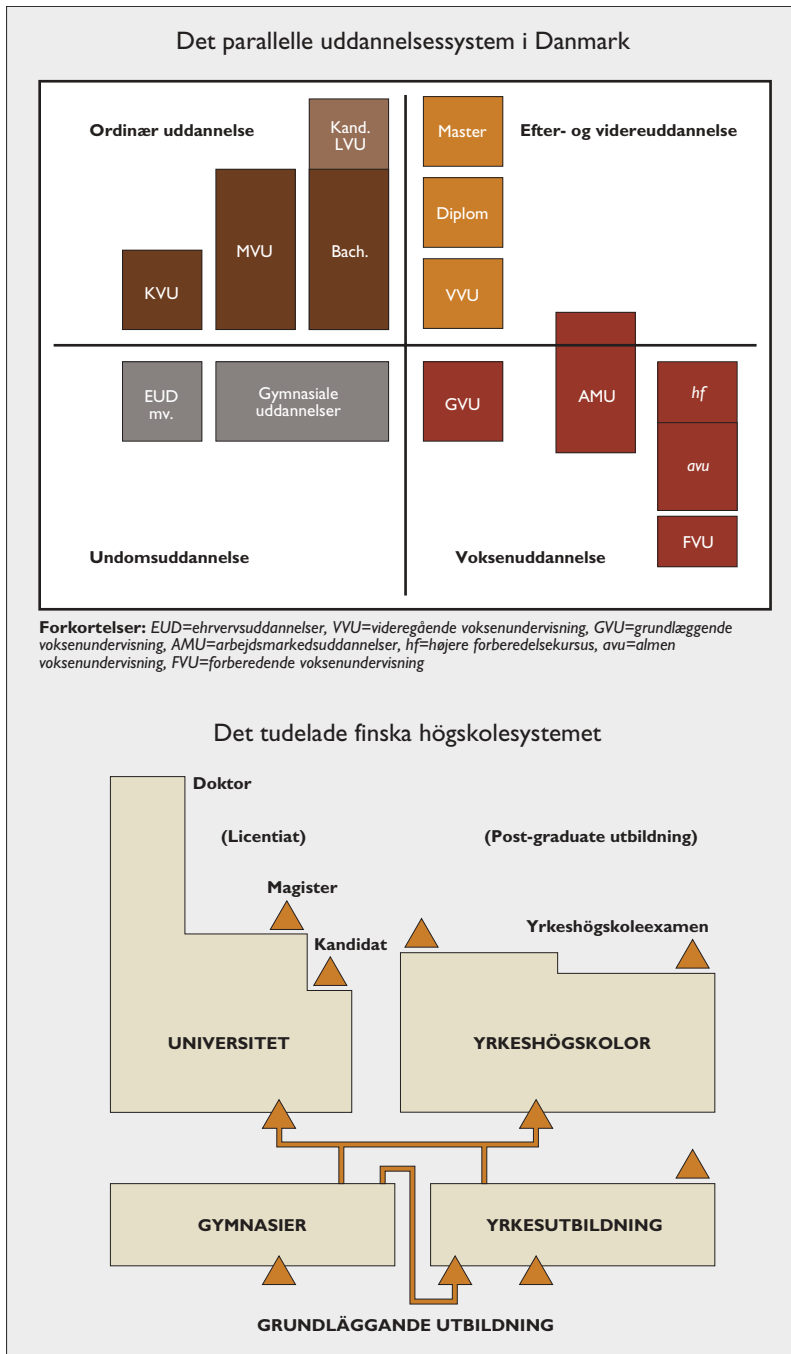 Det parallelle uddannelsessystem i Danmark
Ordinær uddannelse
Kand.
LVU
Master
Efter- og videreuddannelse
KVU
MVU
Bach.
Diplom
VVU
EUD
mv.
Gymnasiale
uddannelser
GVU
AMU
hf
avu
FVU
Undomsuddannelse
Voksenuddannelse
Forkortelser: EUD=ehrvervsuddannelser, VVU=videregående voksenundervisning, GVU=grundlæggende
voksenundervisning, AMU=arbejdsmarkedsuddannelser, hf=højere forberedelsekursus, avu=almen
voksenundervisning, FVU=forberedende voksenundervisning
Det tudelade finska högskolesystemet
Doktor
(Licentiat)
(Post-graduate utbildning)
Magister
Kandidat
Yrkeshögskoleexamen
UNIVERSITET
YRKESHÖGSKOLOR
GYMNASIER
YRKESUTBILDNING
GRUNDLÄGGANDE UTBILDNING